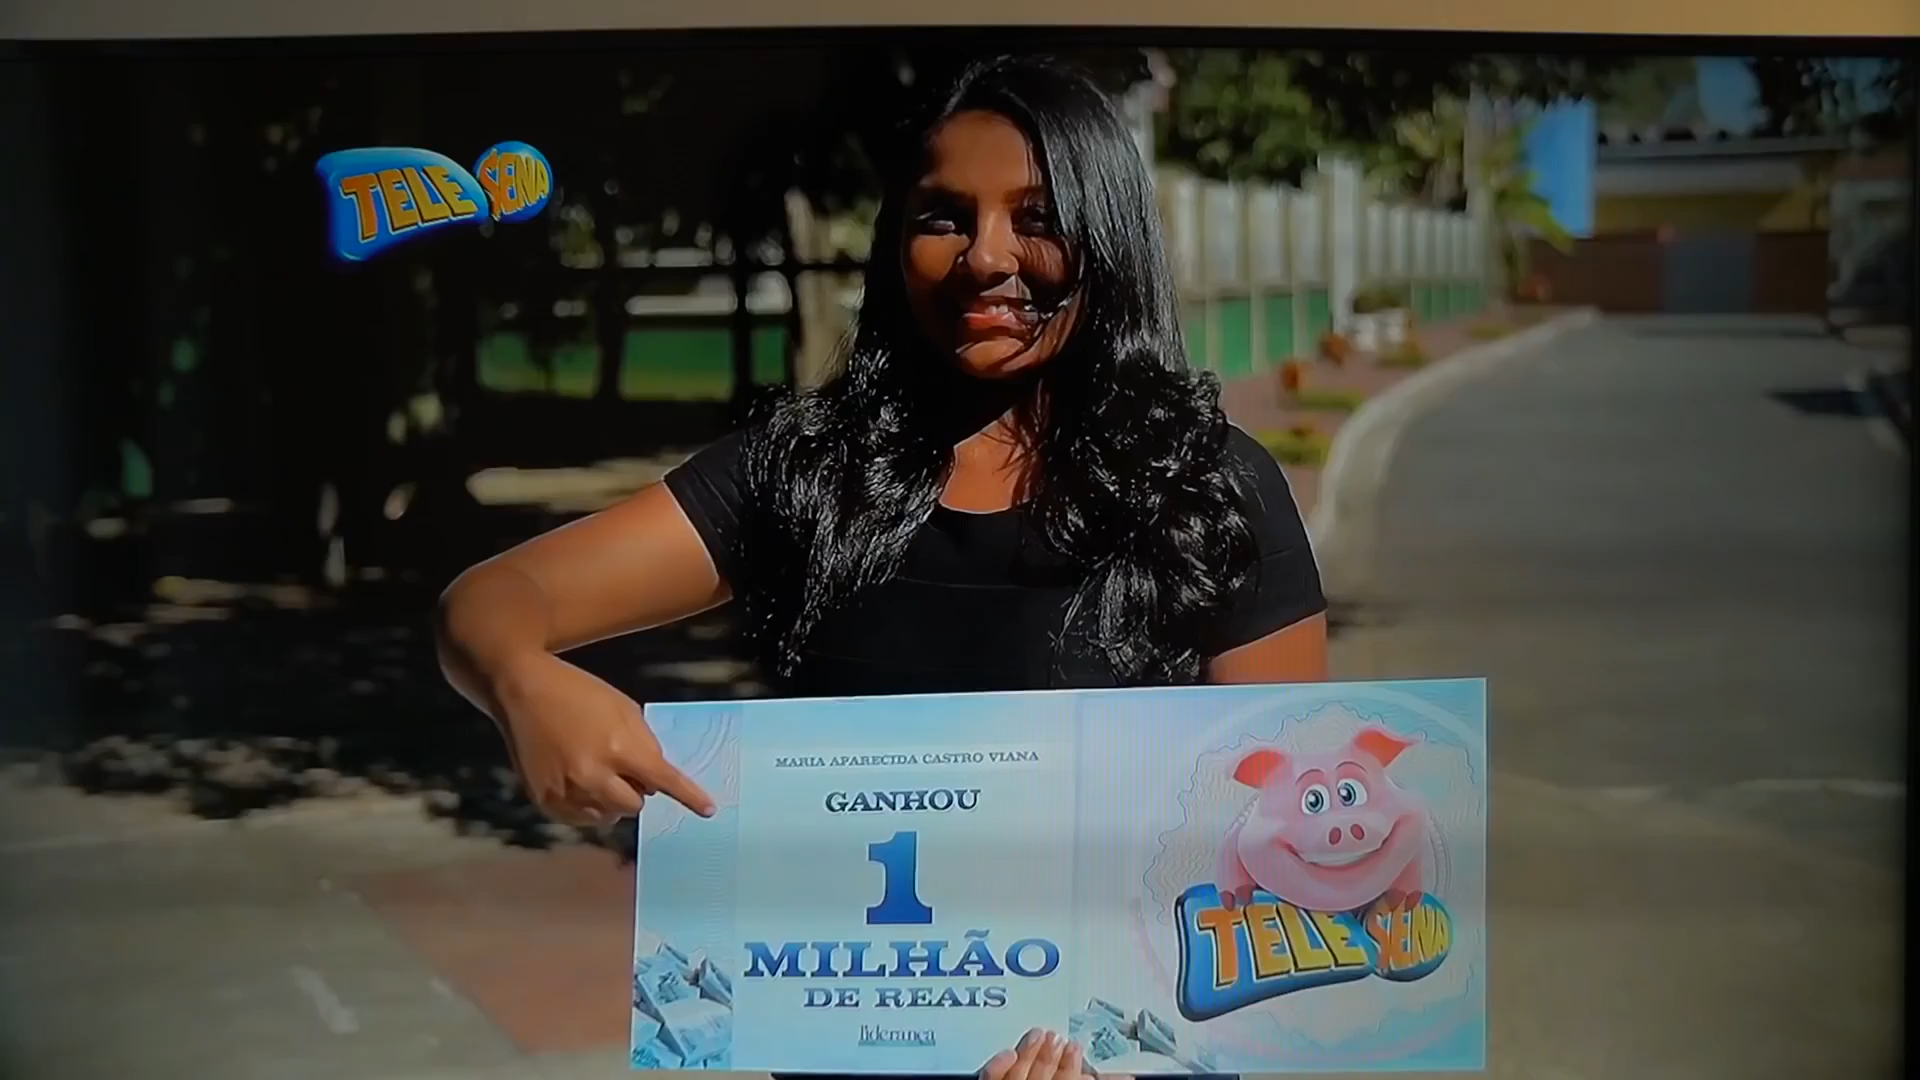 TELE SENA
MARIA APARECIDA CASTRO VIANA
GANHOU
1
MILHÃO
DE REAIS
liderança
TELE SENA